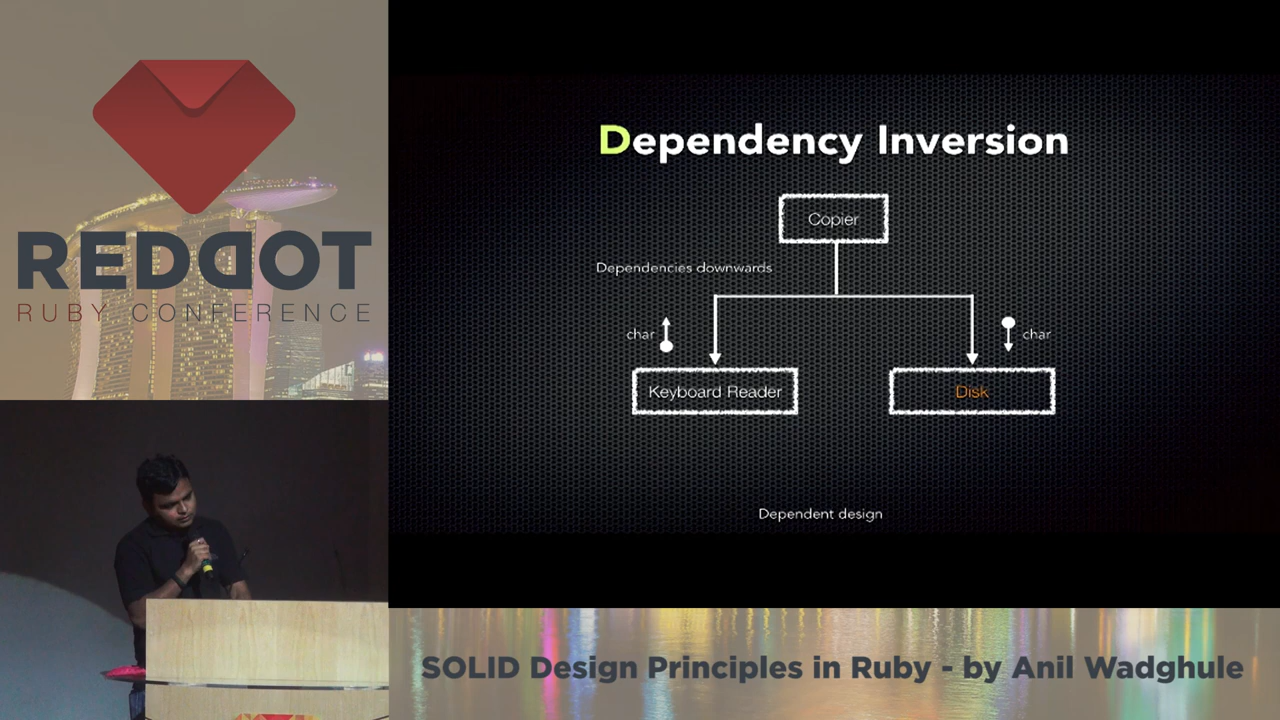 REDDOT
RUBY CONFERENCE
Dependency Inversion
Copier
Dependencies downwards
char
char
Keyboard Reader
Disk
Dependent design
SOLID Design Principles in Ruby - by Anil Wadghule